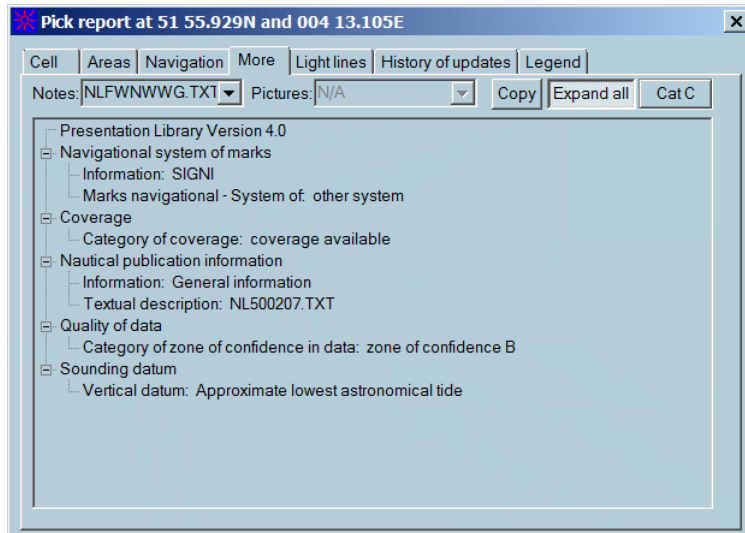 Pick report at 51 55.929N and 004 13.105E
Cell Areas Navigation More Light lines History of updates Legend
Notes: NLFWNWWG.TXT Pictures: N/A Copy Expand all Cat C
Presentation Library Version 4.0
Navigational system of marks
Information: SIGNI
Marks navigational - System of: other system
Coverage
Category of coverage: coverage available
Nautical publication information
Information: General information
Textual description: NL500207.TXT
Quality of data
Category of zone of confidence in data: zone of confidence B
Sounding datum
Vertical datum: Approximate lowest astronomical tide